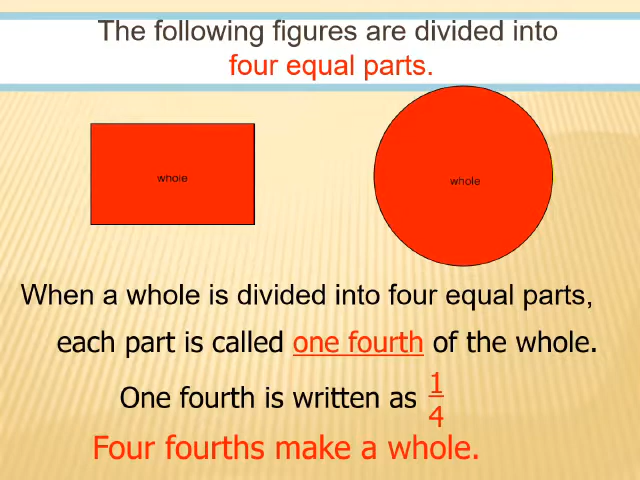 The following figures are divided into
four equal parts.
whole
whole
When a whole is divided into four equal parts,
each part is called one fourth of the whole.
One fourth is written as 1/4
Four fourths make a whole.